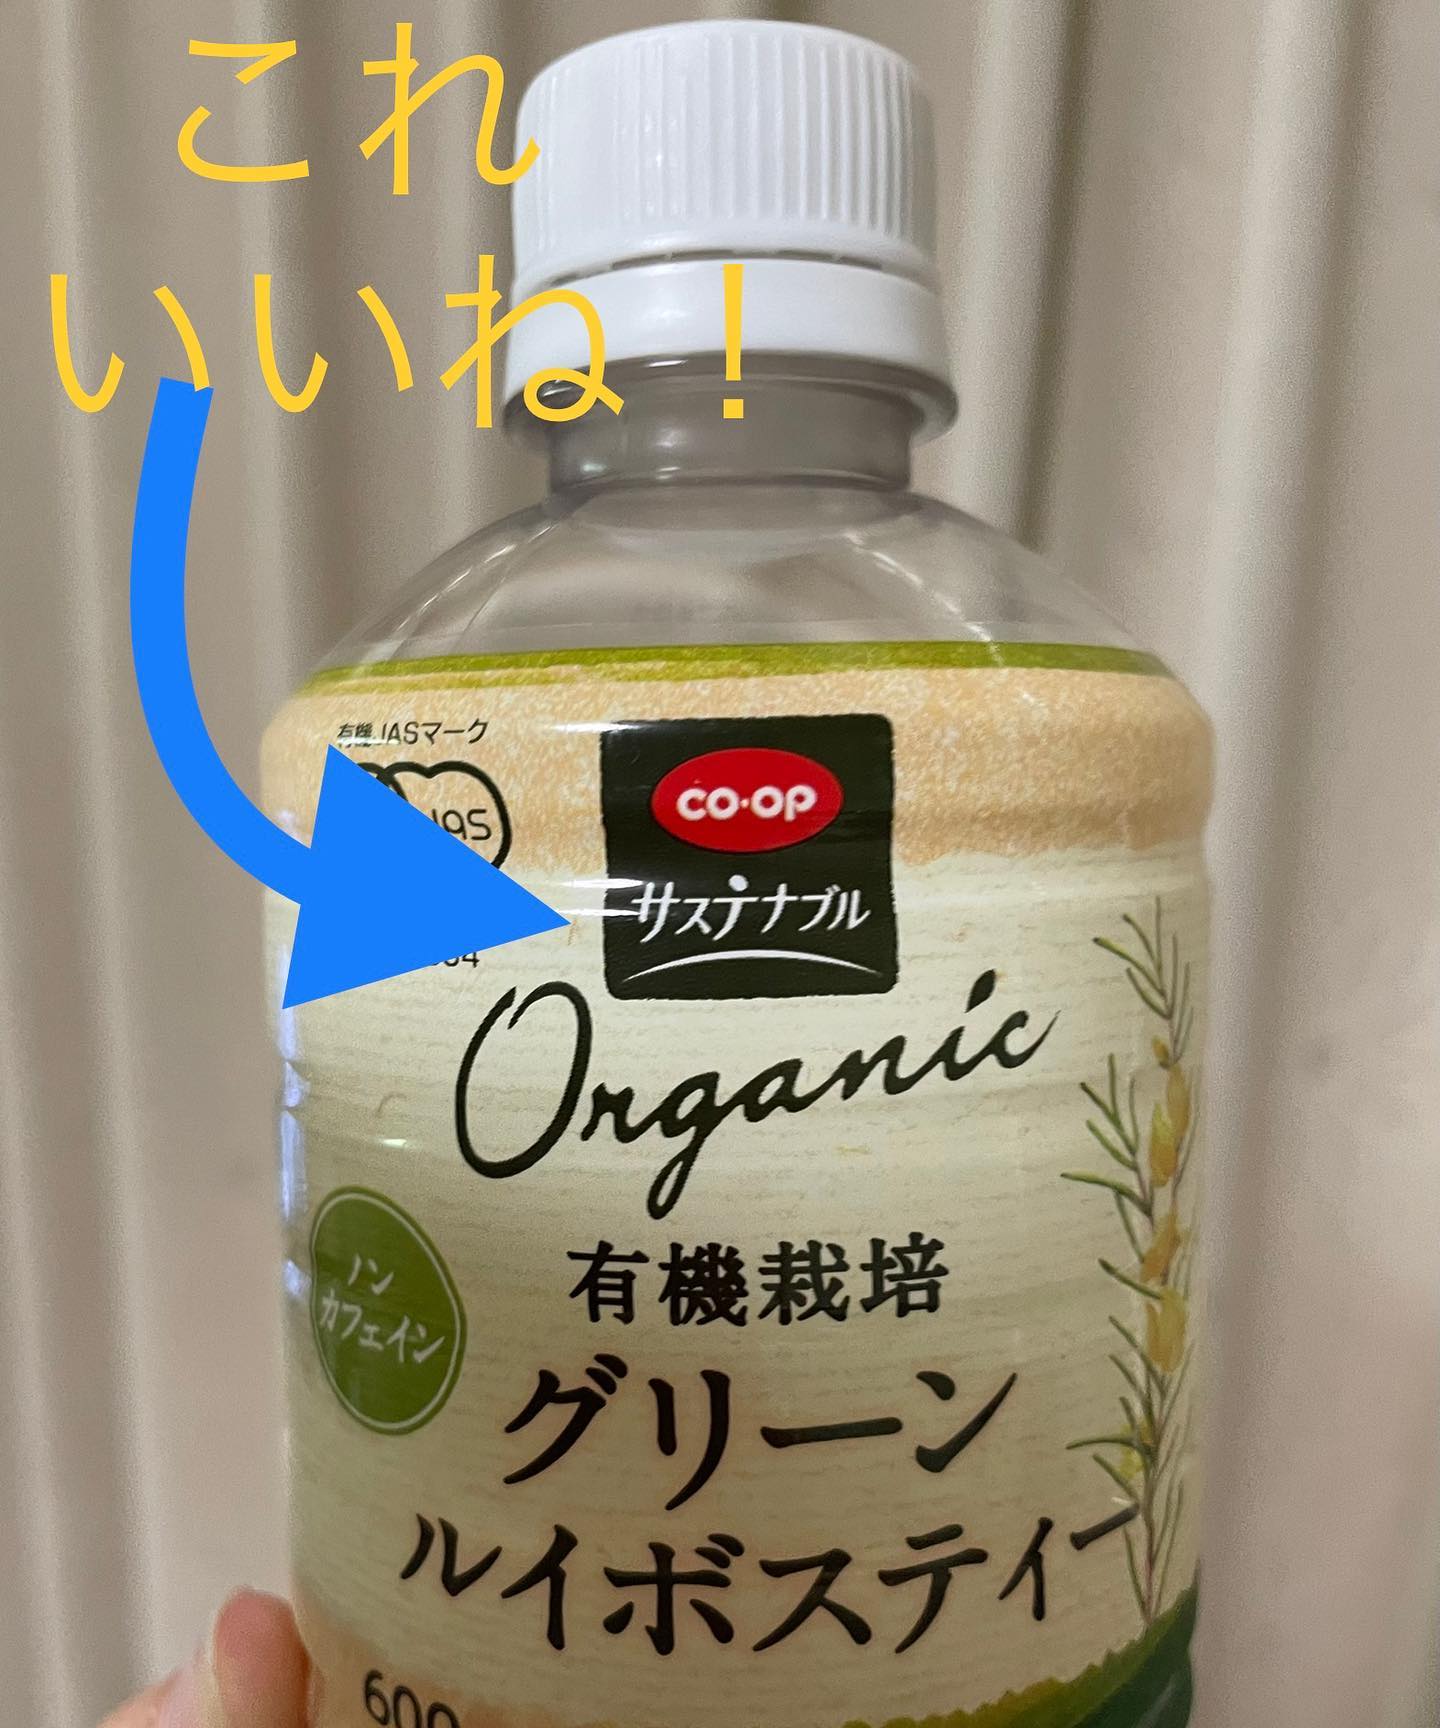 これ
いいね！
有機JASマーク
JAS
CO・OP
サステナブル
Organic
有機栽培
ノン
カフェイン
グリーン
ルイボスティー
600